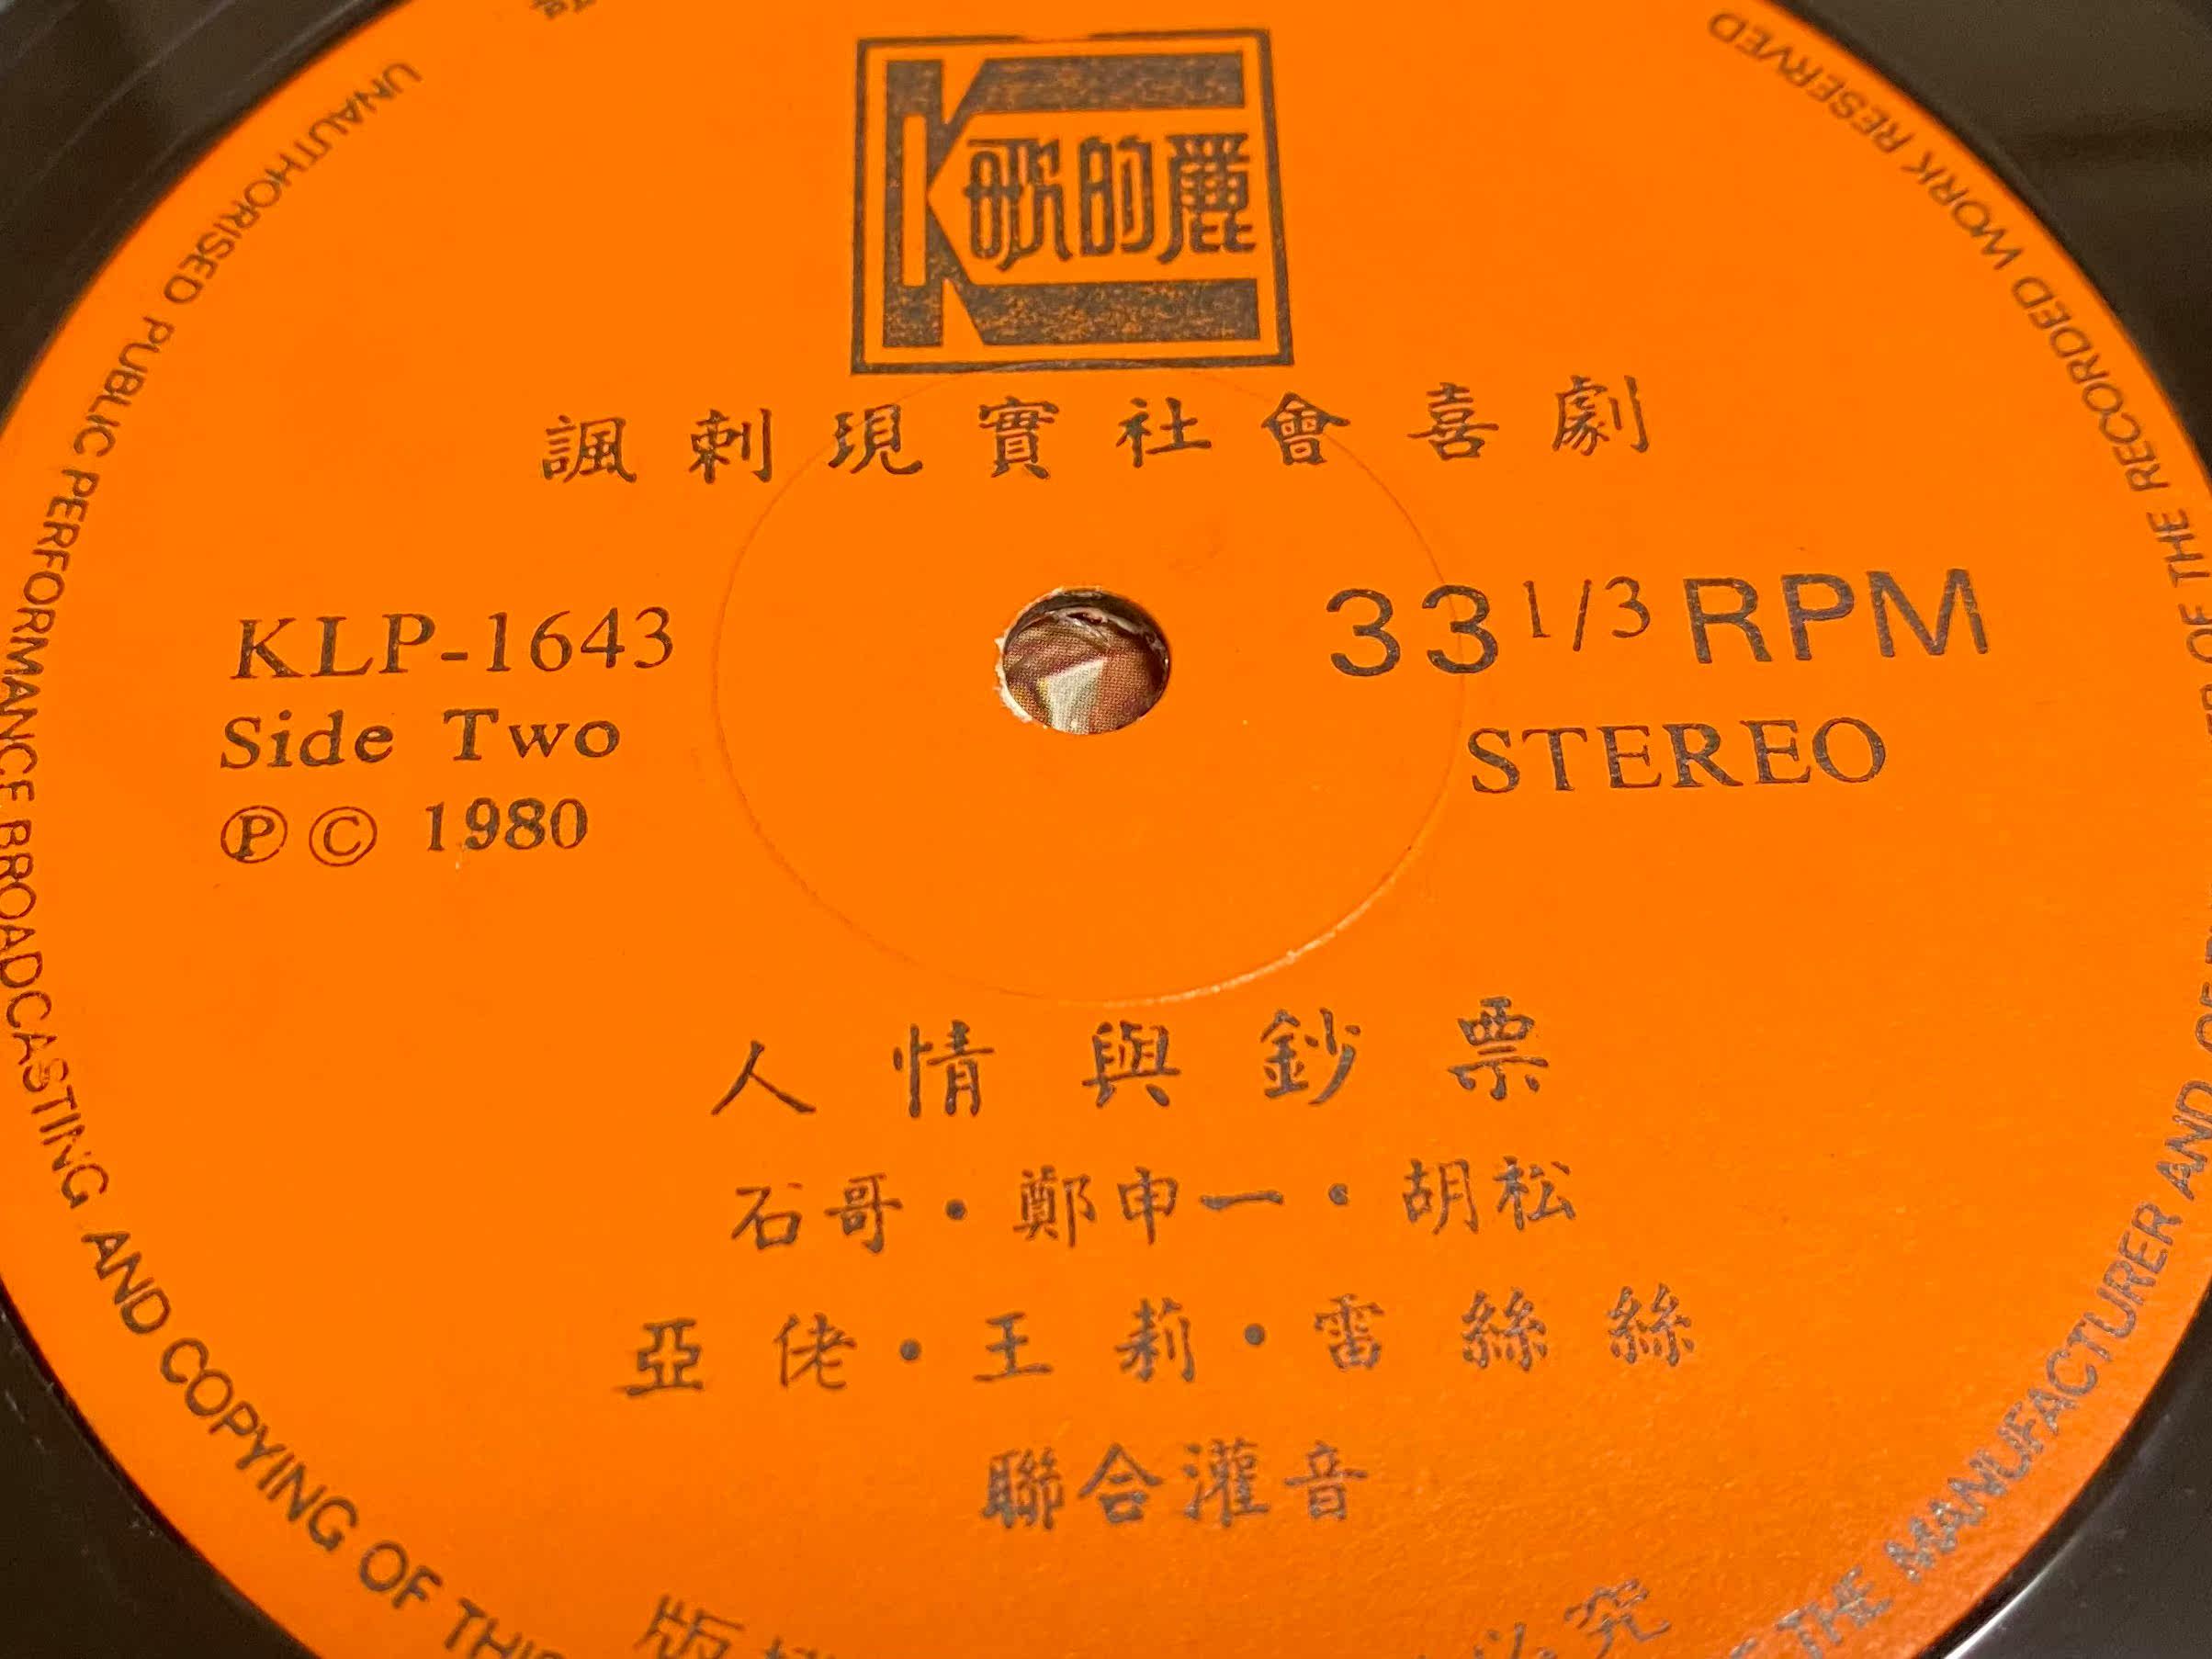 歌的麗
諷刺現實社會喜劇
KLP-1643
Side Two
Ⓟ © 1980
33 1/3 RPM
STEREO
人情與鈔票
石哥・鄭申一・胡松
亞佬・王莉・雷絲絲
聯合灌音
版 必究
UNAUTHORISED PUBLIC PERFORMANCE BROADCASTING AND COPYING OF THIS
THE MANUFACTURER AND OF THE RECORDED WORK RESERVED